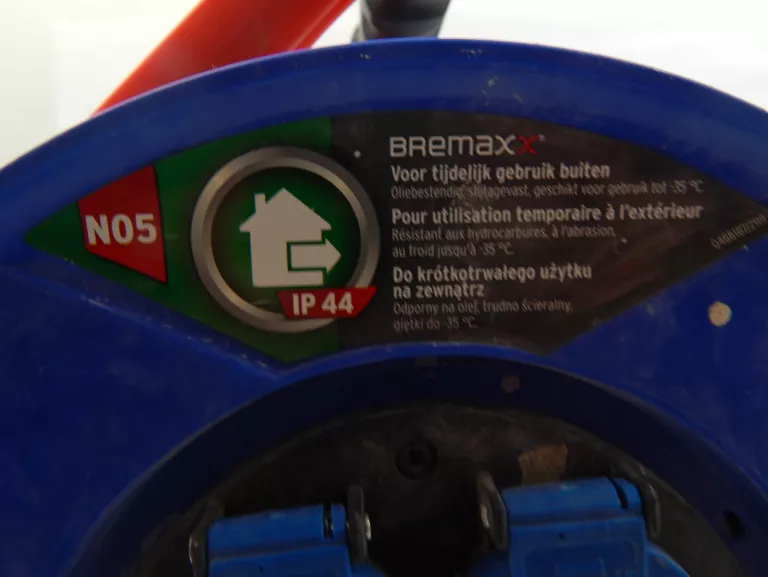 BREMAXX®
Voor tijdelijk gebruik buiten
Oliebestendig, slijtagevast, geschikt voor gebruik tot -35 °C
N05
Pour utilisation temporaire à l'extérieur
Résistant aux hydrocarbures, à l'abrasion,
au froid jusqu'à -35 °C.
Do krótkotrwałego użytku
na zewnątrz
IP 44
Odporny na olej, trudno ścieralny,
giętki do -35 °C.